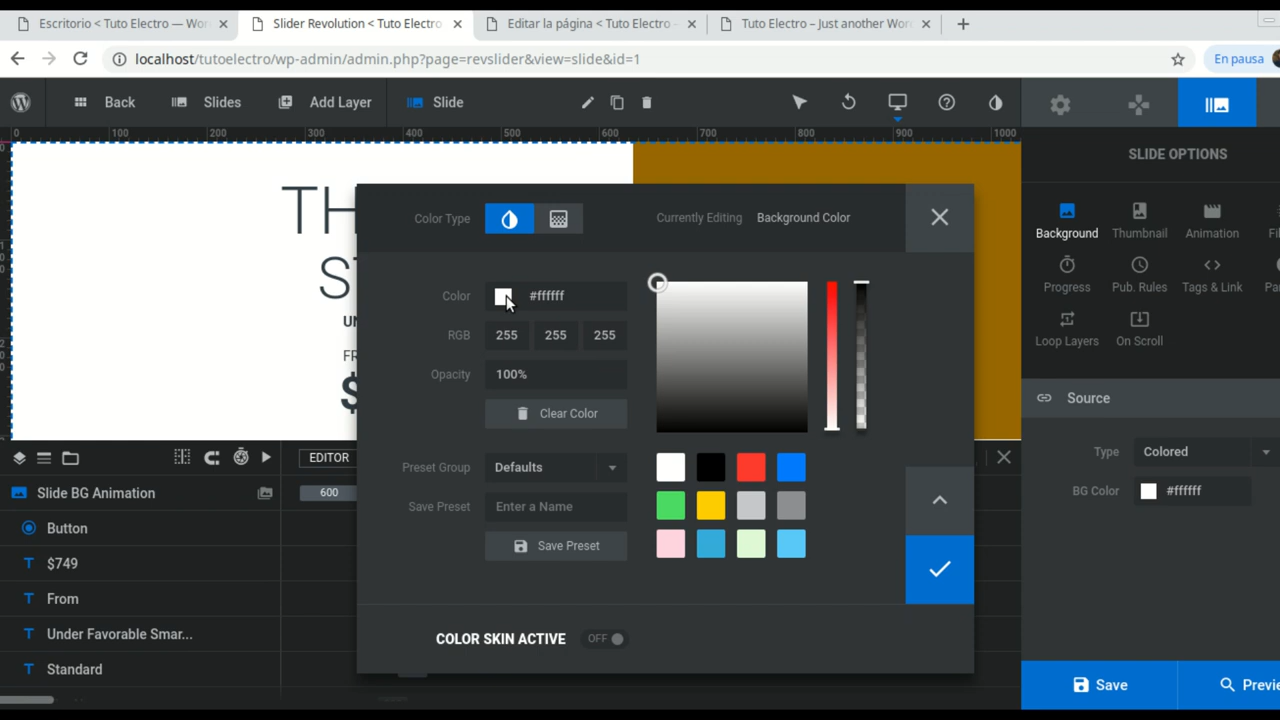 Escritorio < Tuto Electro — Wor
Slider Revolution < Tuto Electro
Editar la página < Tuto Electro
Tuto Electro – Just another Wor
localhost/tutoelectro/wp-admin/admin.php?page=revslider&view=slide&id=1
En pausa
Back
Slides
Add Layer
Slide
0 100 200 300 400 500 600 700 800 900 1000
SLIDE OPTIONS
Background
Thumbnail
Animation
Progress
Pub. Rules
Tags & Link
Loop Layers
On Scroll
Source
Type
Colored
BG Color
#ffffff
Save
TH
ST
UN
FR
$
Color Type
Currently Editing
Background Color
Color
#ffffff
RGB
255
255
255
Opacity
100%
Clear Color
Preset Group
Defaults
Save Preset
Enter a Name
Save Preset
COLOR SKIN ACTIVE
OFF
EDITOR
Slide BG Animation
600
Button
$749
From
Under Favorable Smar...
Standard